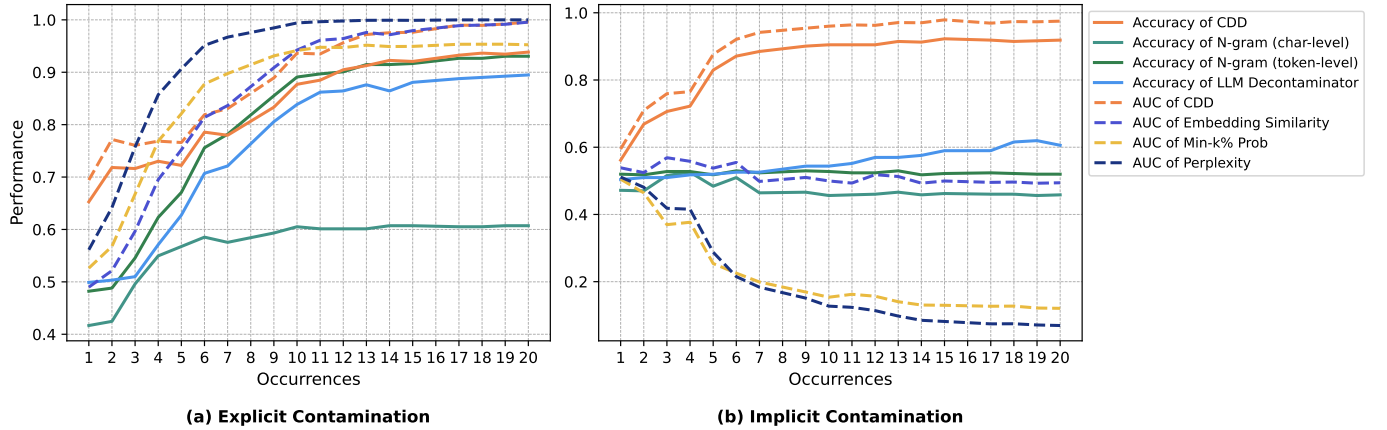 1.0
0.9
0.8
0.7
0.6
0.5
0.4
Performance
1 2 3 4 5 6 7 8 9 10 11 12 13 14 15 16 17 18 19 20
Occurrences
(a) Explicit Contamination
1.0
0.8
0.6
0.4
0.2
1 2 3 4 5 6 7 8 9 10 11 12 13 14 15 16 17 18 19 20
Occurrences
(b) Implicit Contamination
Accuracy of CDD
Accuracy of N-gram (char-level)
Accuracy of N-gram (token-level)
Accuracy of LLM Decontaminator
AUC of CDD
AUC of Embedding Similarity
AUC of Min-k% Prob
AUC of Perplexity